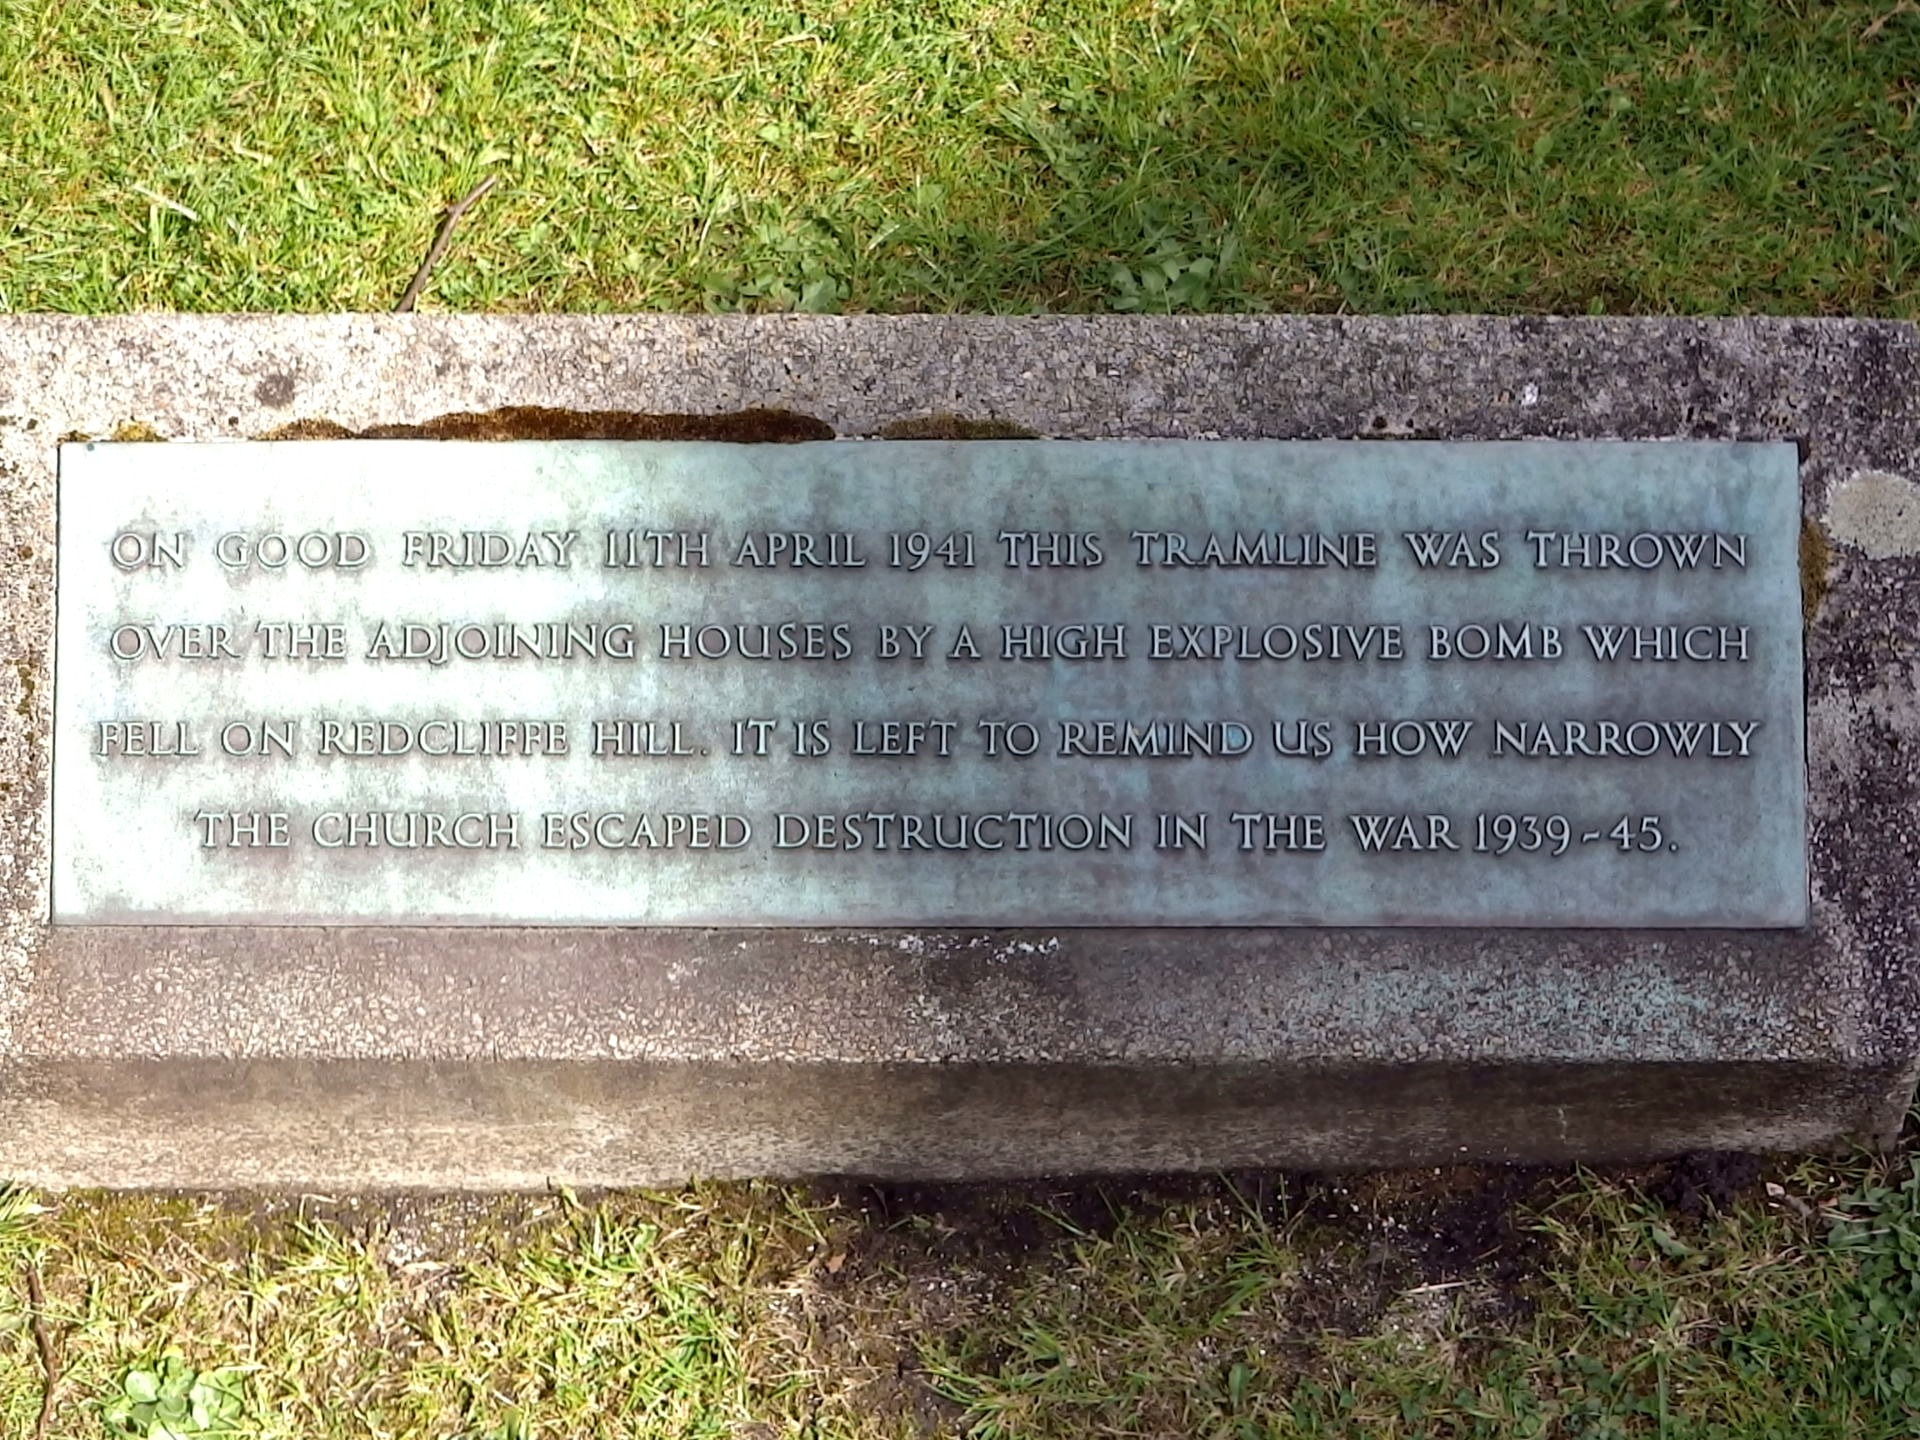 ON GOOD FRIDAY 11TH APRIL 1941 THIS TRAMLINE WAS THROWN
OVER THE ADJOINING HOUSES BY A HIGH EXPLOSIVE BOMB WHICH
FELL ON REDCLIFFE HILL. IT IS LEFT TO REMIND US HOW NARROWLY
THE CHURCH ESCAPED DESTRUCTION IN THE WAR 1939-45.